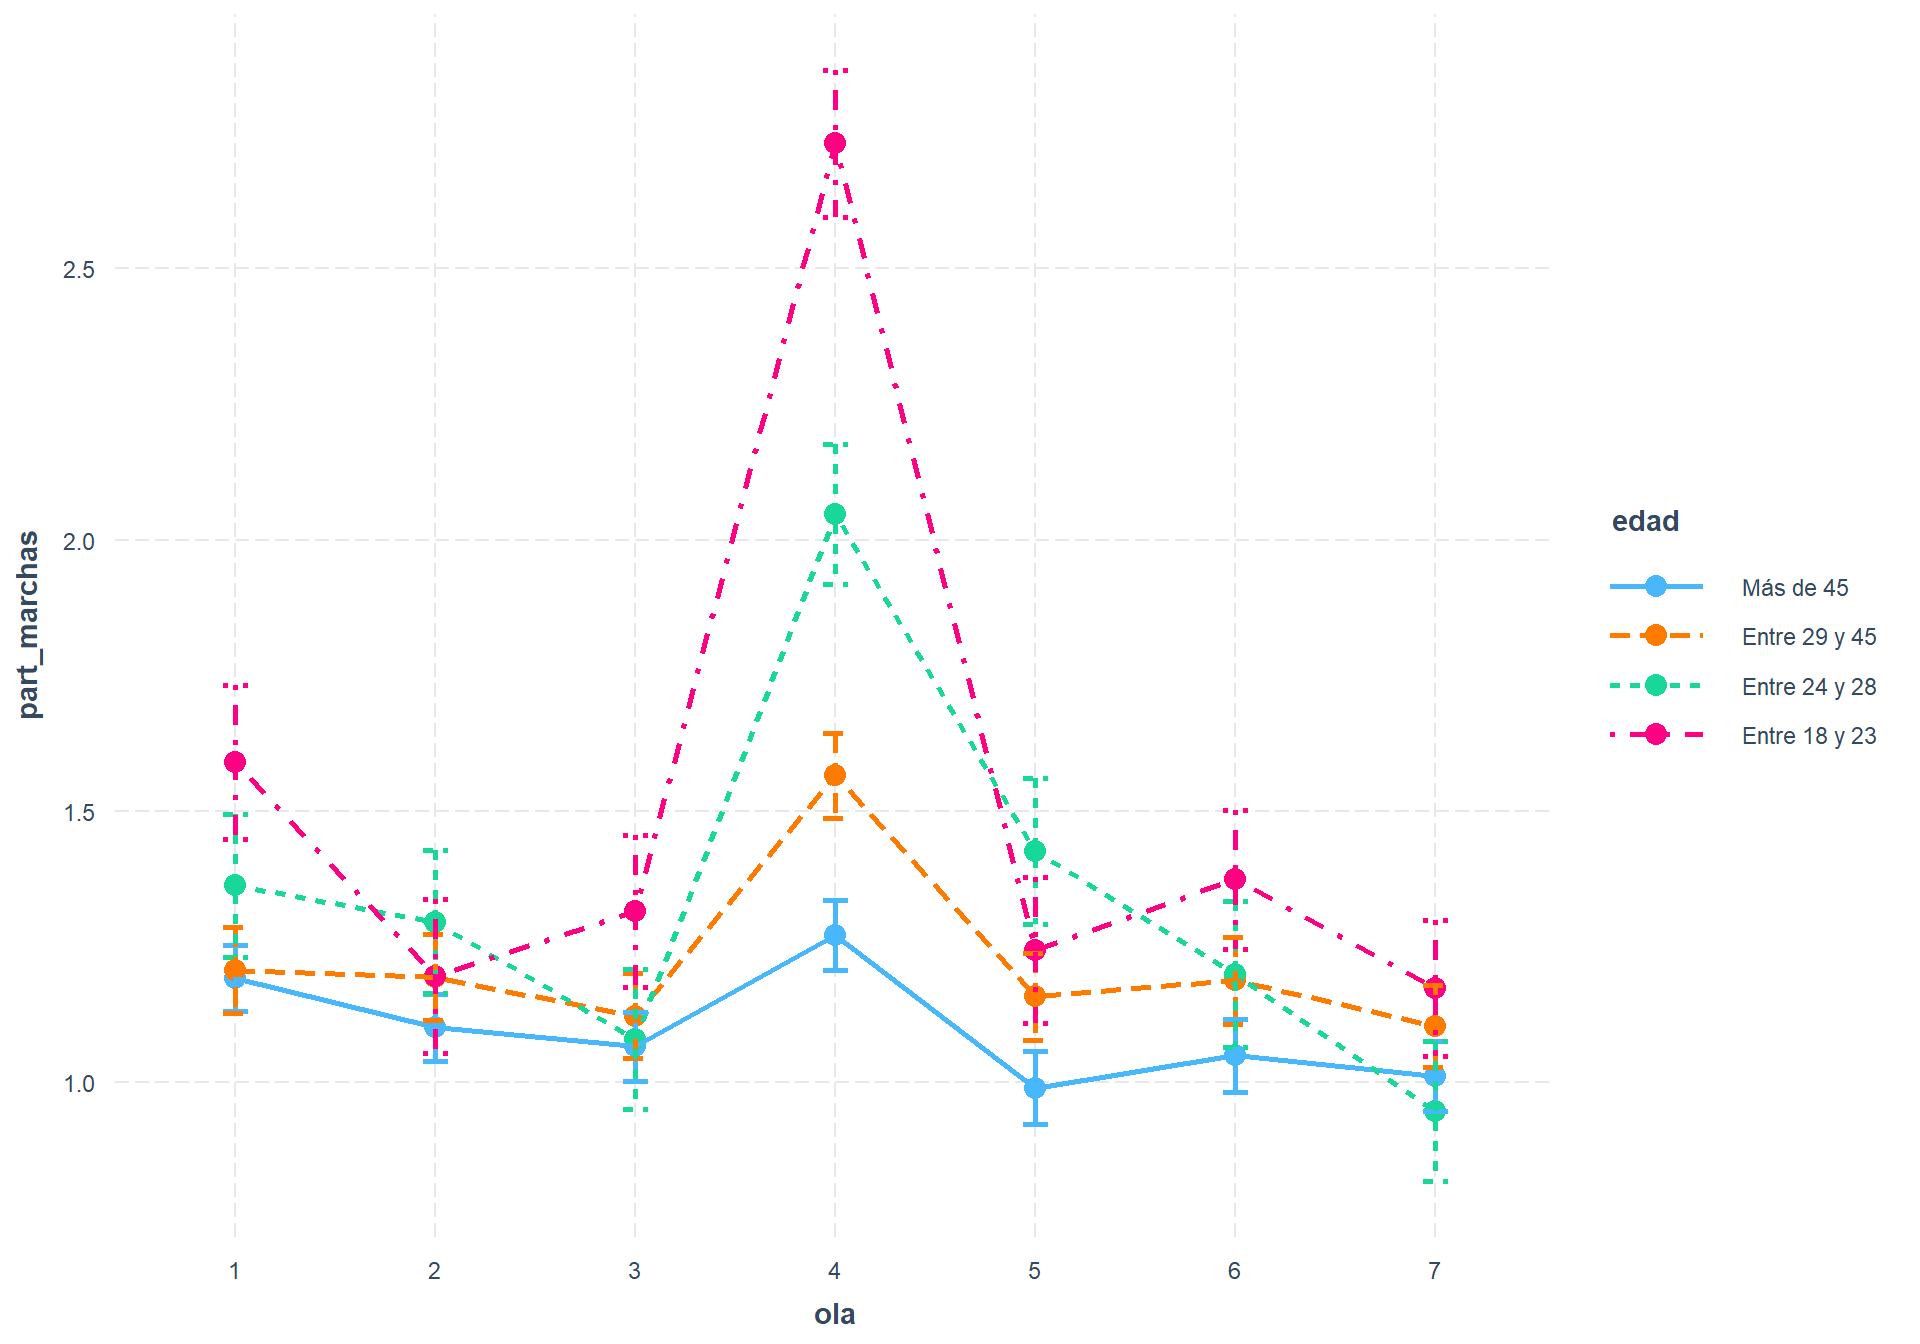 part_marchas
2.5
2.0
1.5
1.0
1 2 3 4 5 6 7
ola
edad
Más de 45
Entre 29 y 45
Entre 24 y 28
Entre 18 y 23